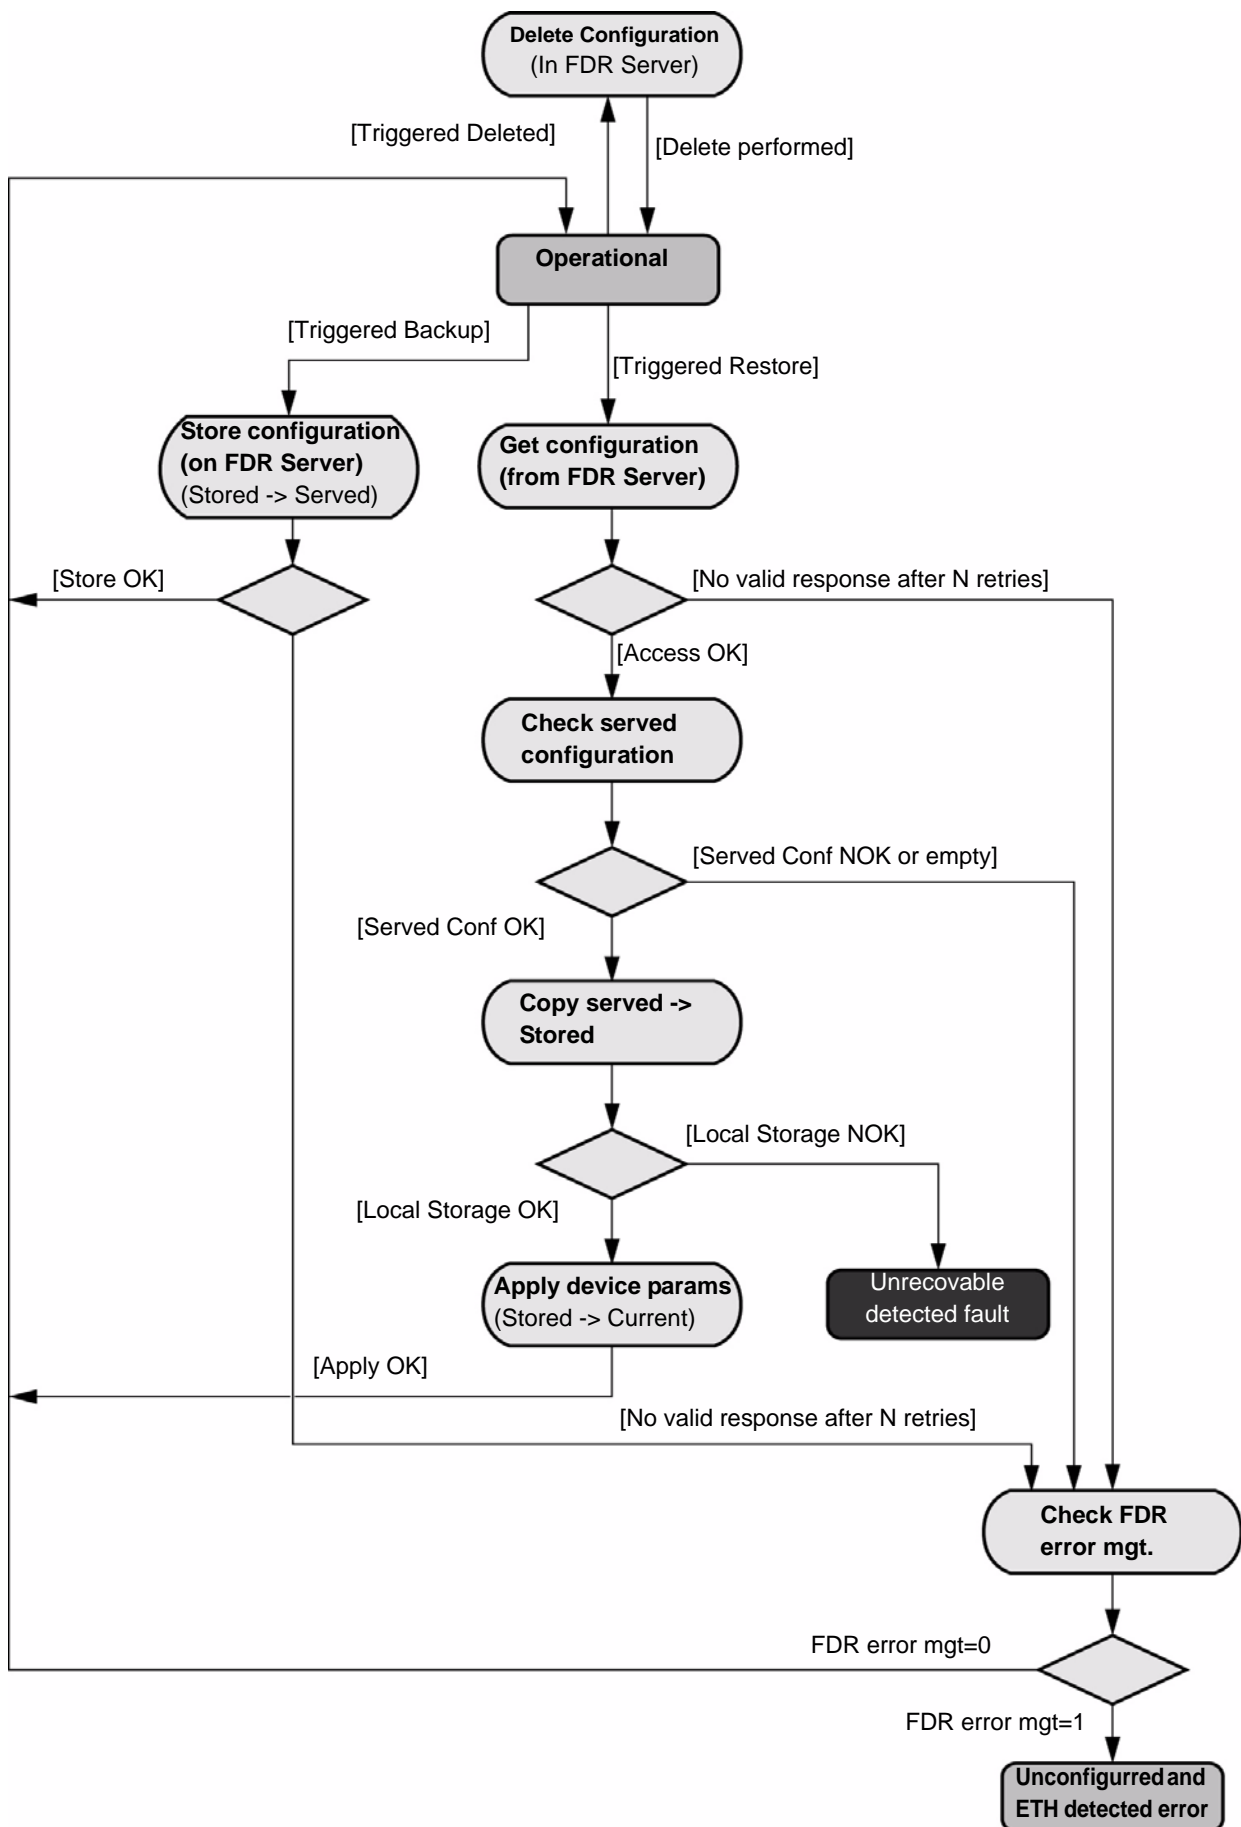 Delete Configuration
(In FDR Server)
[Triggered Deleted]
[Delete performed]
Operational
[Triggered Backup]
[Triggered Restore]
Store configuration
(on FDR Server)
(Stored -> Served)
Get configuration
(from FDR Server)
[Store OK]
[No valid response after N retries]
[Access OK]
Check served
configuration
[Served Conf NOK or empty]
[Served Conf OK]
Copy served ->
Stored
[Local Storage NOK]
[Local Storage OK]
Apply device params
(Stored -> Current)
Unrecovable
detected fault
[Apply OK]
[No valid response after N retries]
Check FDR
error mgt.
FDR error mgt=0
FDR error mgt=1
Unconfigurred and
ETH detected error